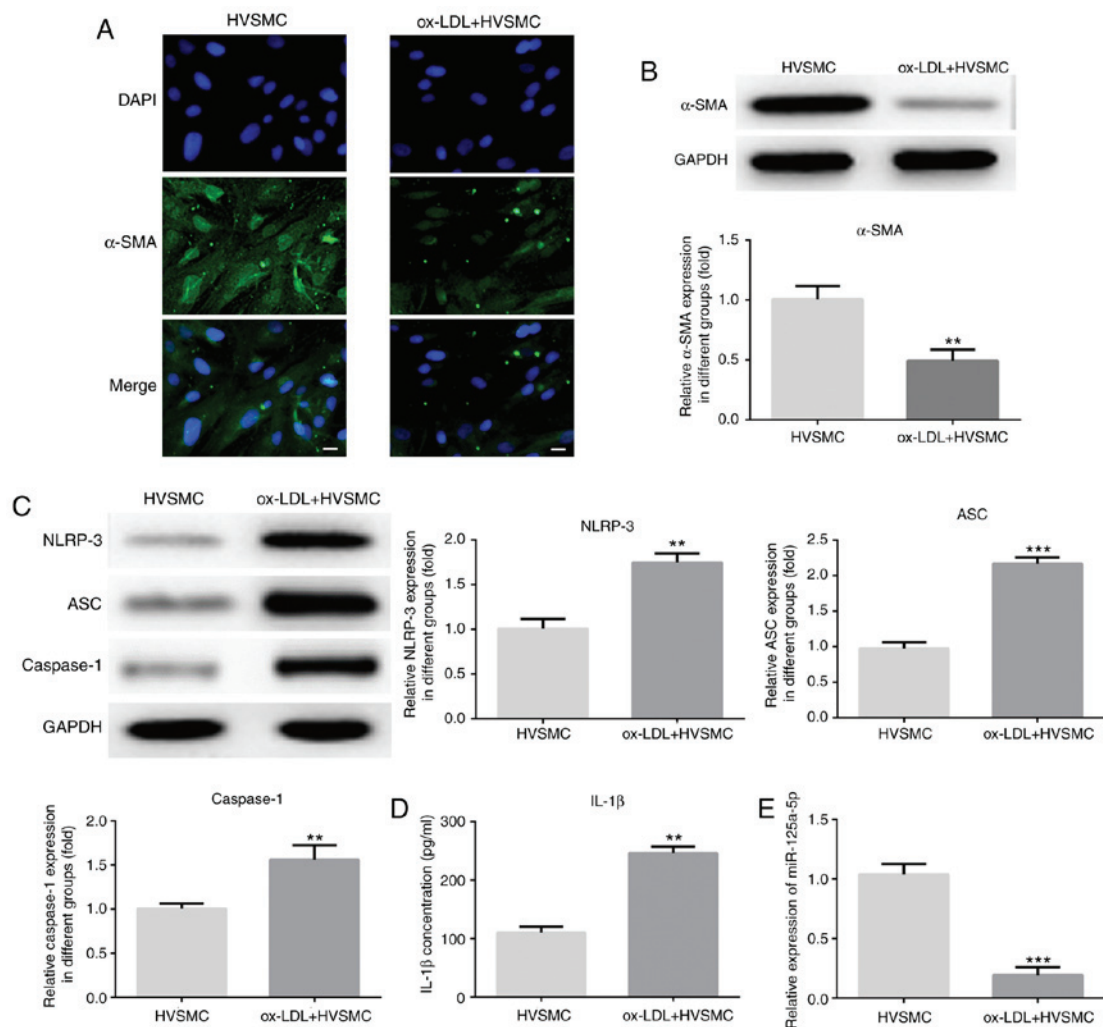 A
HVSMC
ox-LDL+HVSMC
DAPI
α-SMA
Merge
B
HVSMC
ox-LDL+HVSMC
α-SMA
GAPDH
α-SMA
Relative α-SMA expression
in different groups (fold)
1.5
1.0
0.5
0.0
**
HVSMC
ox-LDL+HVSMC
C
HVSMC
ox-LDL+HVSMC
NLRP-3
ASC
Caspase-1
GAPDH
NLRP-3
Relative NLRP-3 expression
in different groups (fold)
2.0
1.5
1.0
0.5
0.0
**
HVSMC
ox-LDL+HVSMC
ASC
Relative ASC expression
in different groups (fold)
2.5
2.0
1.5
1.0
0.5
0.0
***
HVSMC
ox-LDL+HVSMC
Caspase-1
Relative caspase-1 expression
in different groups (fold)
2.0
1.5
1.0
0.5
0.0
**
HVSMC
ox-LDL+HVSMC
D
IL-1β
IL-1β concentration (pg/ml)
300
200
100
0
**
HVSMC
ox-LDL+HVSMC
E
Relative expression of miR-125a-5p
1.5
1.0
0.5
0.0
***
HVSMC
ox-LDL+HVSMC